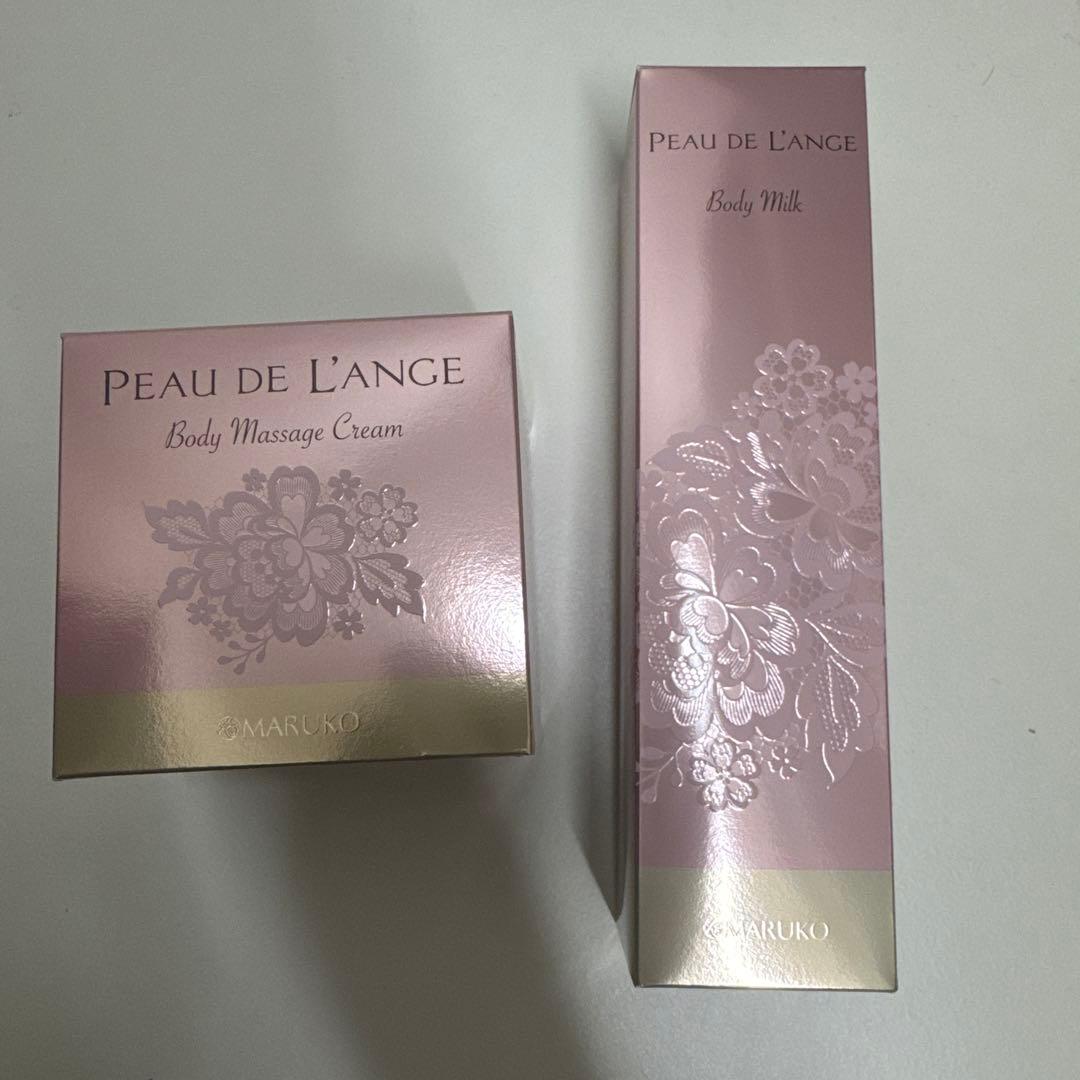 PEAU DE L'ANGE
Body Massage Cream
MARUKO
PEAU DE L'ANGE
Body Milk
MARUKO